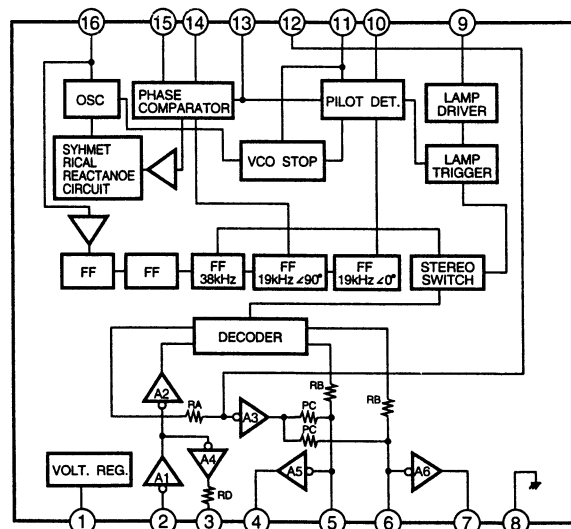 16 15 14 13 12 11 10 9
OSC
PHASE
COMPARATOR
PILOT DET.
LAMP
DRIVER
SYHMET
RICAL
REACTANOE
CIRCUIT
VCO STOP
LAMP
TRIGGER
FF
FF
FF
38kHz
FF
19kHz∠90°
FF
19kHz∠0°
STEREO
SWITCH
DECODER
A2
RA
A3
RB
PC
PC
RB
VOLT. REG.
A1
A4
RD
A5
A6
1 2 3 4 5 6 7 8